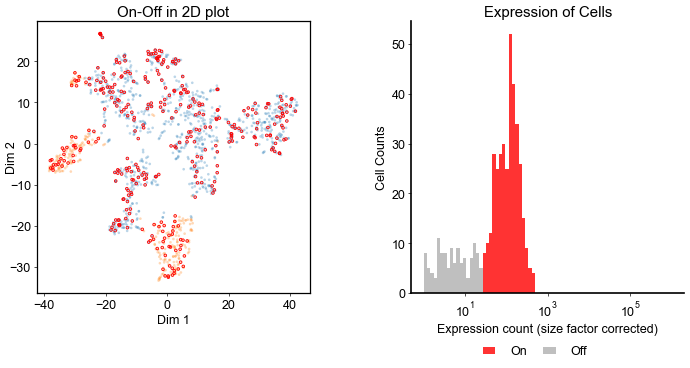 On-Off in 2D plot
Expression of Cells
Dim 2
20
10
0
−10
−20
−30
−40
−20
0
20
40
Dim 1
Cell Counts
50
40
30
20
10
0
10^1
10^3
10^5
Expression count (size factor corrected)
On
Off